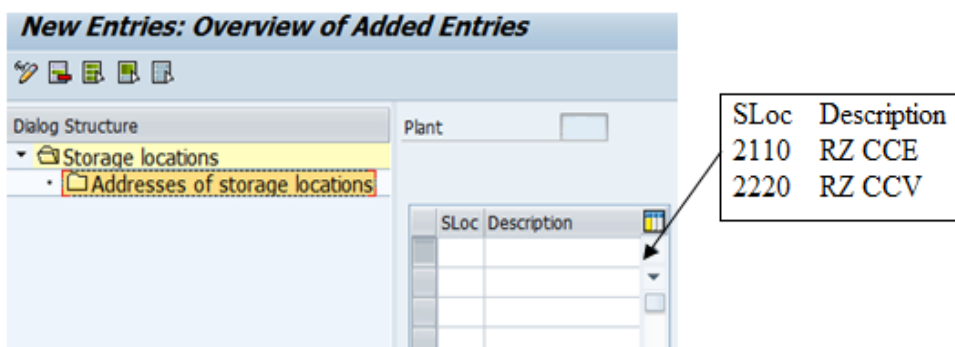 New Entries: Overview of Added Entries
Dialog Structure
Storage locations
Addresses of storage locations
Plant
SLoc Description
SLoc Description
2110 RZ CCE
2220 RZ CCV